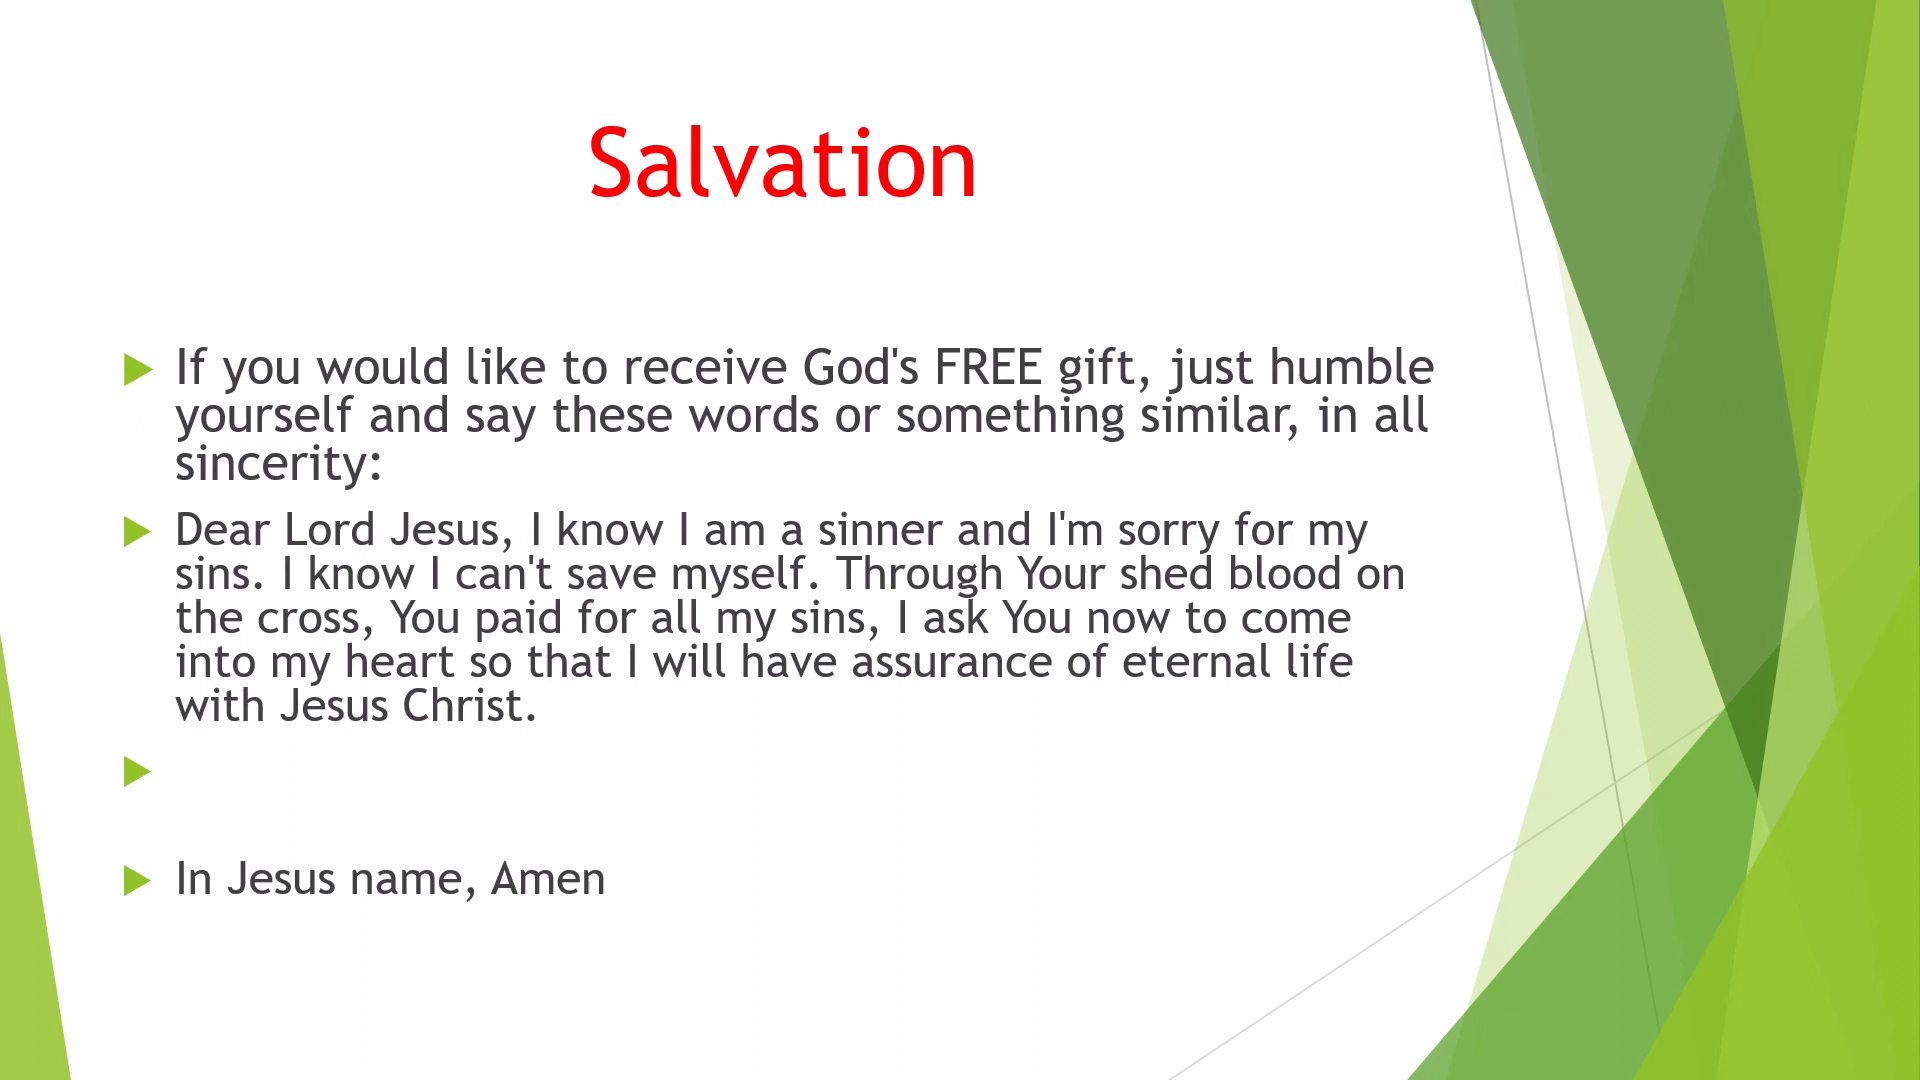 Salvation
If you would like to receive God's FREE gift, just humble
yourself and say these words or something similar, in all
sincerity:
Dear Lord Jesus, I know I am a sinner and I'm sorry for my
sins. I know I can't save myself. Through Your shed blood on
the cross, You paid for all my sins, I ask You now to come
into my heart so that I will have assurance of eternal life
with Jesus Christ.
In Jesus name, Amen